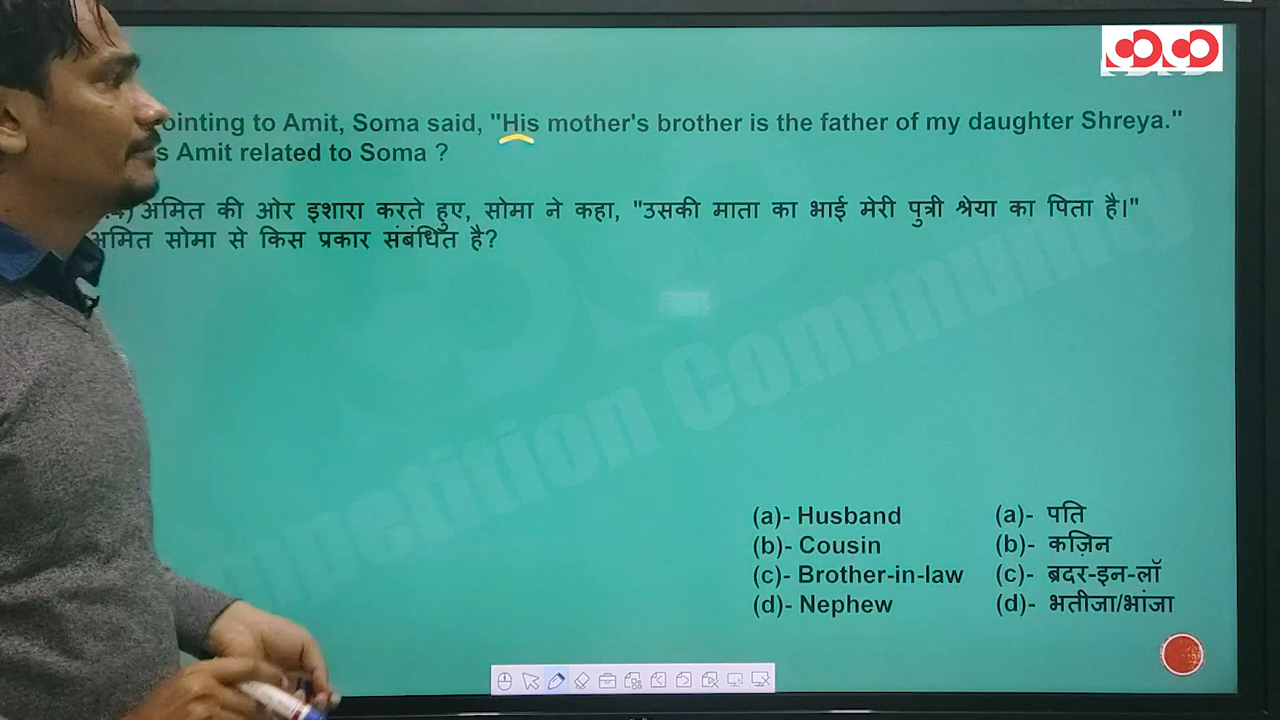 ointing to Amit, Soma said, "His mother's brother is the father of my daughter Shreya."
s Amit related to Soma ?
अमित की ओर इशारा करते हुए, सोमा ने कहा, "उसकी माता का भाई मेरी पुत्री श्रेया का पिता है।"
अमित सोमा से किस प्रकार संबंधित है?
Competition Community
(a)- Husband (a)- पति
(b)- Cousin (b)- कज़िन
(c)- Brother-in-law (c)- ब्रदर-इन-लॉ
(d)- Nephew (d)- भतीजा/भांजा